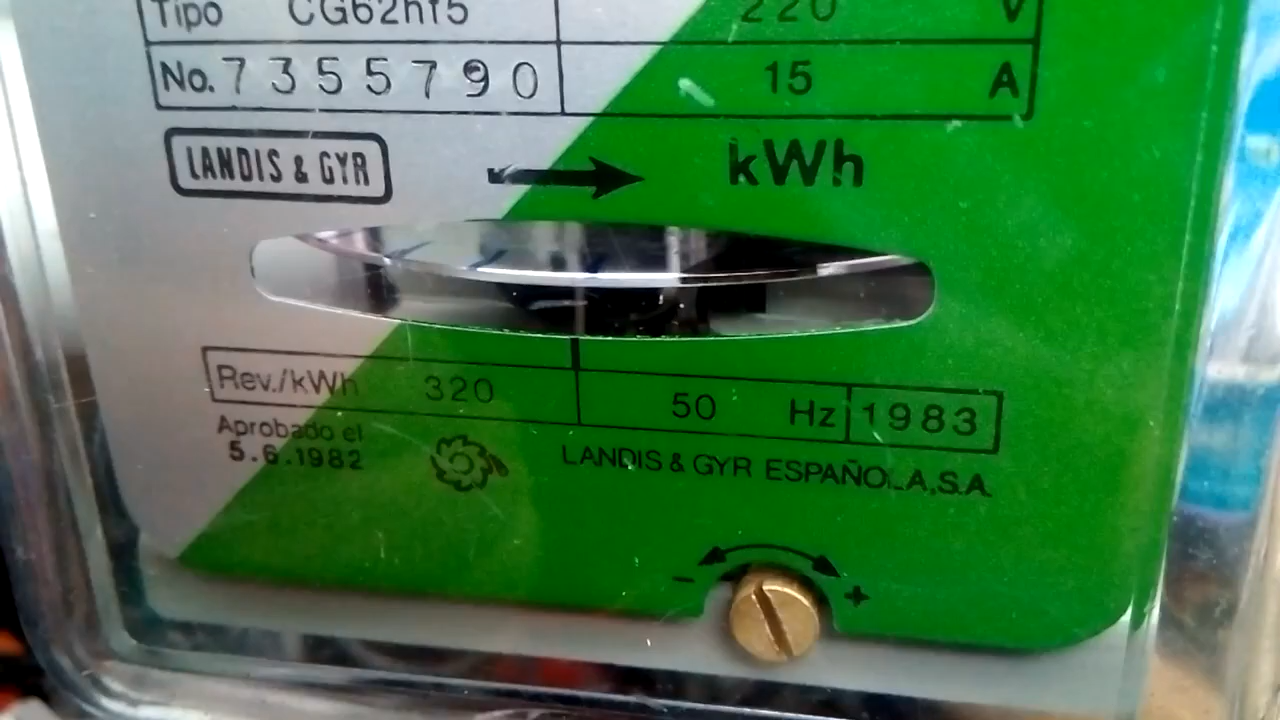 Tipo CG62hf5 220 V
No. 7355790 15 A
LANDIS & GYR kWh
Rev./kWh 320 50 Hz 1983
Aprobado el
5.6.1982
LANDIS & GYR ESPAÑOLA, S.A.
- +